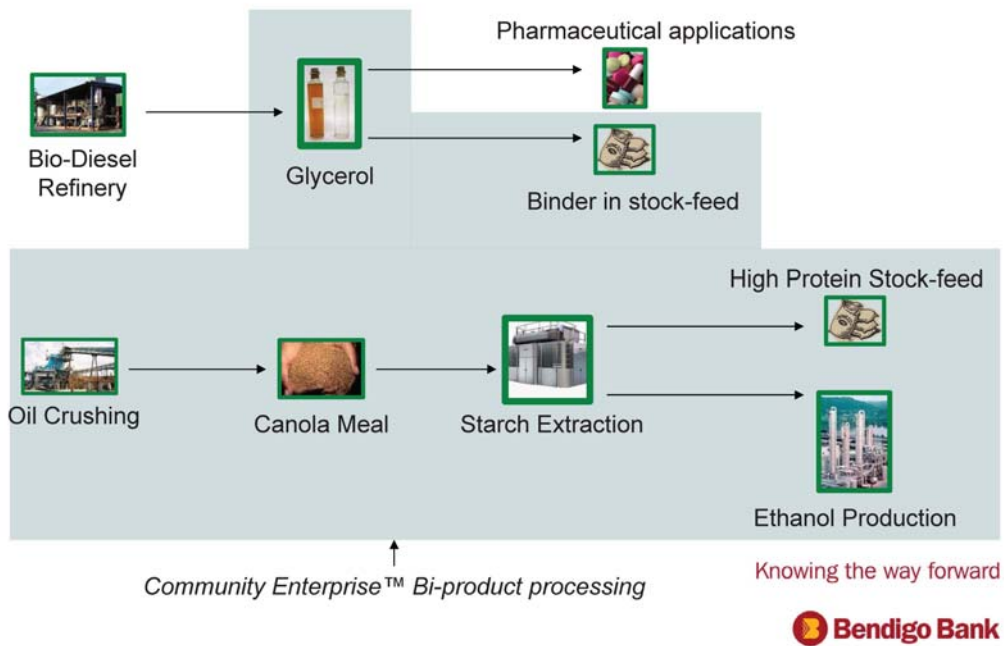 Pharmaceutical applications
Bio-Diesel
Refinery
Glycerol
Binder in stock-feed
High Protein Stock-feed
Oil Crushing
Canola Meal
Starch Extraction
Ethanol Production
Community Enterprise™ Bi-product processing
Knowing the way forward
Bendigo Bank